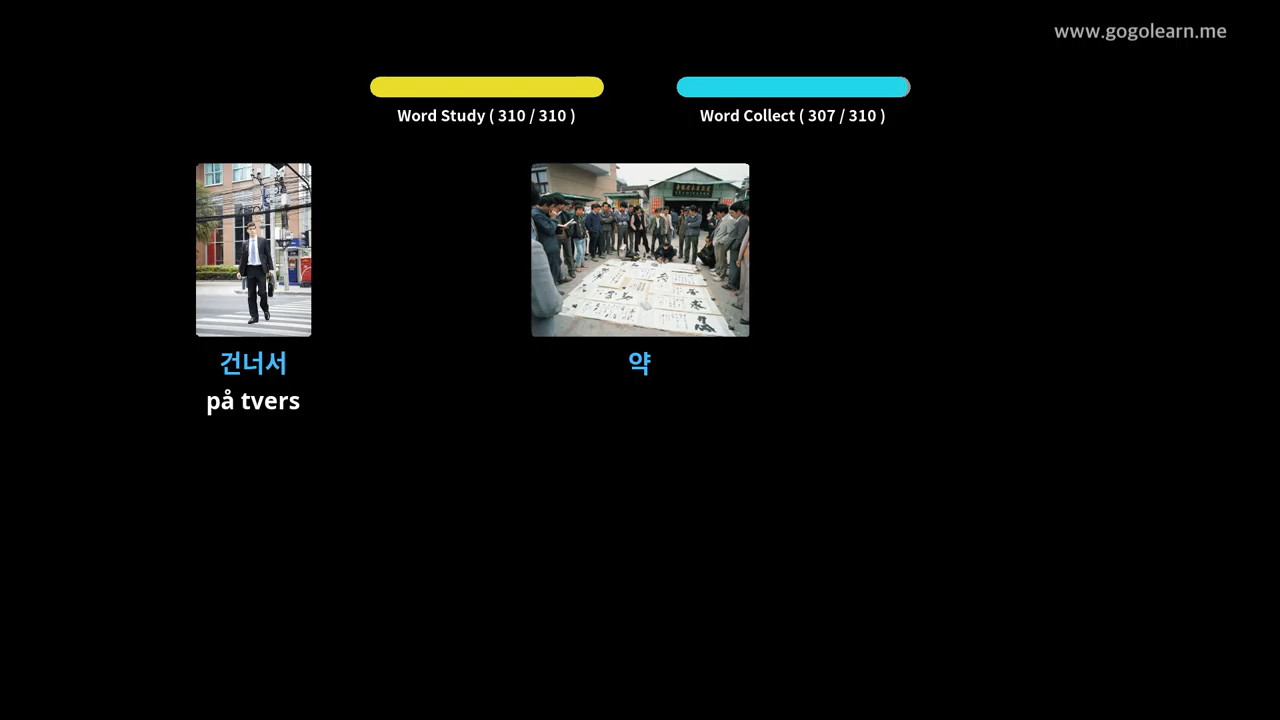 www.gogolearn.me
Word Study ( 310 / 310 )
Word Collect ( 307 / 310 )
건너서
약
på tvers